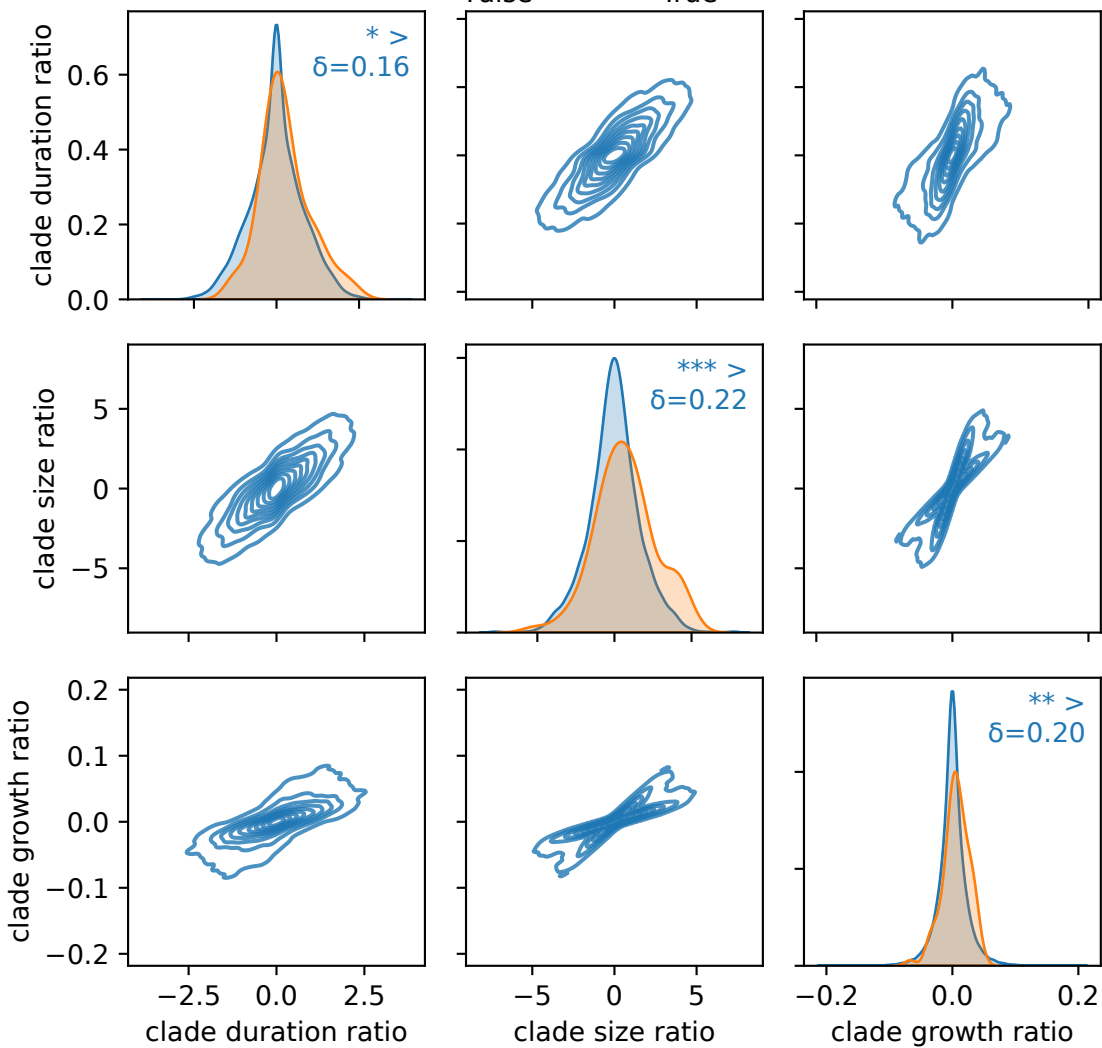 clade duration ratio
0.6
0.4
0.2
0.0
* >
δ=0.16
clade size ratio
5
0
−5
*** >
δ=0.22
clade growth ratio
0.2
0.1
0.0
−0.1
−0.2
** >
δ=0.20
−2.5 0.0 2.5
−5 0 5
−0.2 0.0 0.2
clade duration ratio
clade size ratio
clade growth ratio